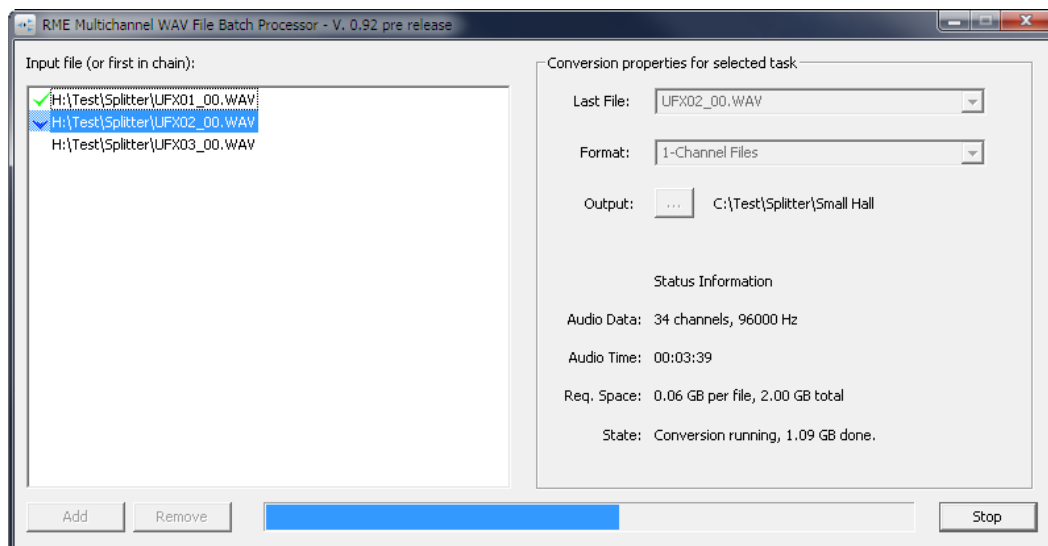 RME Multichannel WAV File Batch Processor - V. 0.92 pre release
Input file (or first in chain):
H:\Test\Splitter\UFX01_00.WAV
H:\Test\Splitter\UFX02_00.WAV
H:\Test\Splitter\UFX03_00.WAV
Conversion properties for selected task
Last File: UFX02_00.WAV
Format: 1-Channel Files
Output: ... C:\Test\Splitter\Small Hall
Status Information
Audio Data: 34 channels, 96000 Hz
Audio Time: 00:03:39
Req. Space: 0.06 GB per file, 2.00 GB total
State: Conversion running, 1.09 GB done.
Add Remove Stop